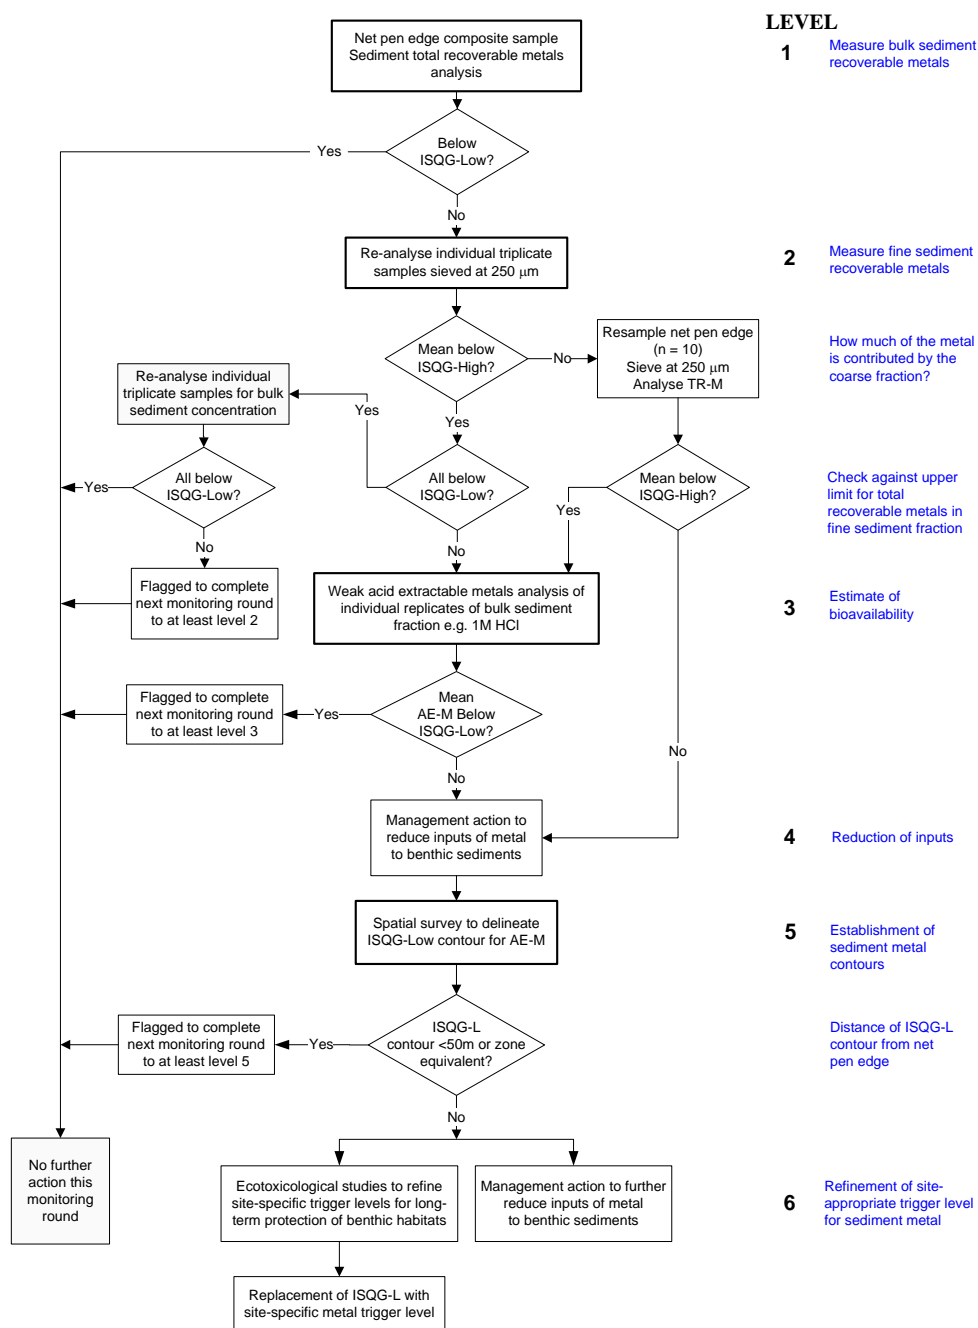 LEVEL
Net pen edge composite sample
Sediment total recoverable metals
analysis
1
Measure bulk sediment
recoverable metals
Below
ISQG-Low?
Yes
No
Re-analyse individual triplicate
samples sieved at 250 µm
2
Measure fine sediment
recoverable metals
Mean below
ISQG-High?
No
Resample net pen edge
(n = 10)
Sieve at 250 µm
Analyse TR-M
How much of the metal
is contributed by the
coarse fraction?
Re-analyse individual
triplicate samples for bulk
sediment concentration
Yes
Yes
All below
ISQG-Low?
Yes
All below
ISQG-Low?
Mean below
ISQG-High?
Yes
Check against upper
limit for total
recoverable metals in
fine sediment fraction
No
No
Flagged to complete
next monitoring round
to at least level 2
Weak acid extractable metals analysis of
individual replicates of bulk sediment
fraction e.g. 1M HCl
3
Estimate of
bioavailability
Flagged to complete
next monitoring round
to at least level 3
Yes
Mean
AE-M Below
ISQG-Low?
No
No
Management action to
reduce inputs of metal
to benthic sediments
4
Reduction of inputs
Spatial survey to delineate
ISQG-Low contour for AE-M
5
Establishment of
sediment metal
contours
Flagged to complete
next monitoring round
to at least level 5
Yes
ISQG-L
contour <50m or zone
equivalent?
Distance of ISQG-L
contour from net
pen edge
No
No further
action this
monitoring
round
Ecotoxicological studies to refine
site-specific trigger levels for long-
term protection of benthic habitats
Management action to further
reduce inputs of metal
to benthic sediments
6
Refinement of site-
appropriate trigger level
for sediment metal
Replacement of ISQG-L with
site-specific metal trigger level